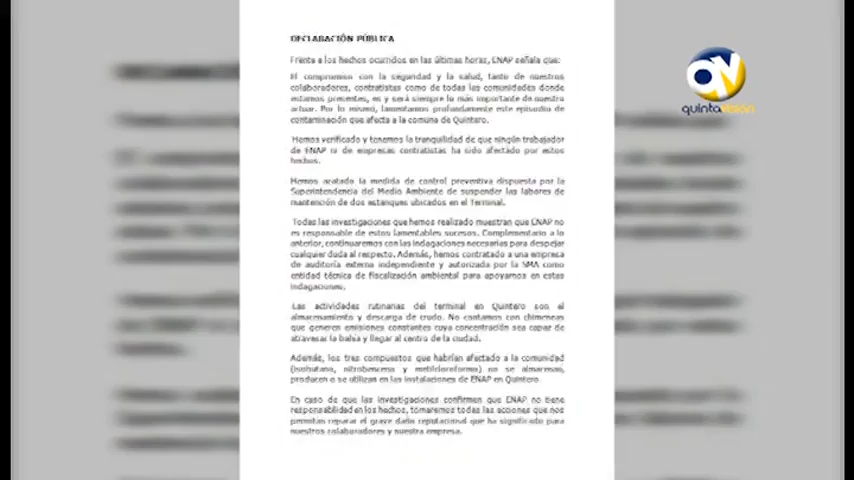 DECLARACIÓN PÚBLICA
Frente a los hechos ocurridos en las últimas horas, ENAP señala que:
El compromiso con la seguridad y la salud, tanto de nuestros
colaboradores, contratistas como de todas las comunidades donde
estamos presentes, es y será siempre lo más importante de nuestro
actuar. Por lo mismo, lamentamos profundamente este episodio de
contaminación que afecta a la comuna de Quintero.
Hemos verificado y tenemos la tranquilidad de que ningún trabajador
de ENAP ni de empresas contratistas ha sido afectado por estos
hechos.
Hemos acatado la medida de control preventiva dispuesta por la
Superintendencia del Medio Ambiente de suspender las labores de
mantención de dos estanques ubicados en el Terminal.
Todas las investigaciones que hemos realizado muestran que ENAP no
es responsable de estos lamentables sucesos. Complementario a lo
anterior, continuaremos con las indagaciones necesarias para despejar
cualquier duda al respecto. Además, hemos contratado a una empresa
de auditoría externa independiente y autorizada por la SMA como
entidad técnica de fiscalización ambiental para apoyarnos en estas
indagaciones.
Las actividades rutinarias del terminal en Quintero son el
almacenamiento y descarga de crudo. No contamos con chimeneas
que generen emisiones constantes cuya concentración sea capaz de
atravesar la bahía y llegar al centro de la ciudad.
Además, los tres compuestos que habrían afectado a la comunidad
(isobutano, nitrobenceno y metilcloroformo) no se almacenan,
producen o se utilizan en las instalaciones de ENAP en Quintero
En caso de que las investigaciones confirmen que ENAP no tiene
responsabilidad en los hechos, tomaremos todas las acciones que nos
permitan reparar el grave daño reputacional que ha significado para
nuestros colaboradores y nuestra empresa.
quintavisión